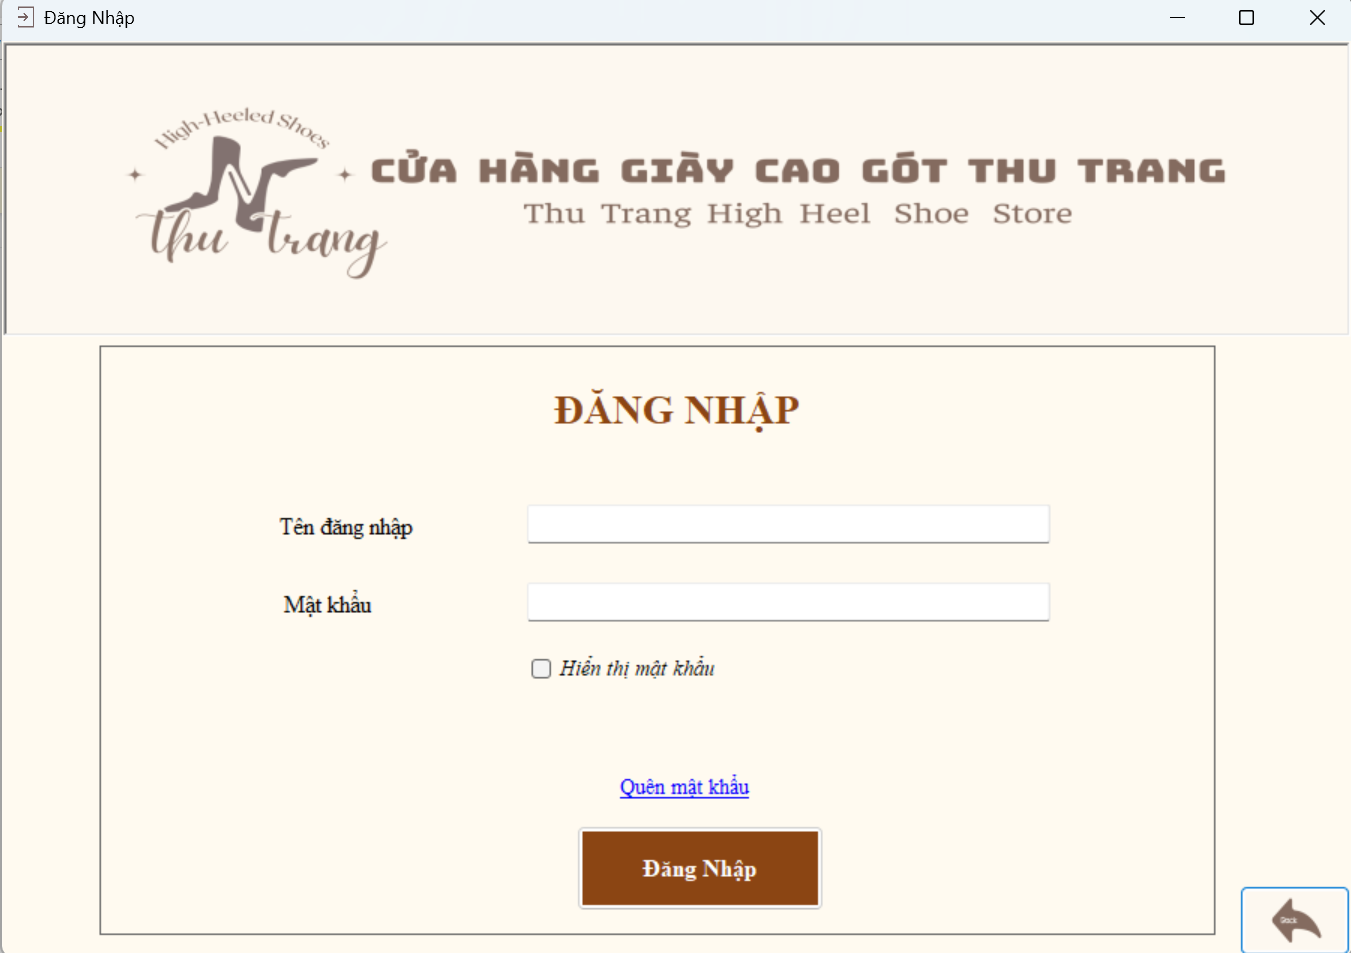 Đăng Nhập
High-Heeled Shoes
thu trang
CỬA HÀNG GIÀY CAO GÓT THU TRANG
Thu Trang High Heel Shoe Store
ĐĂNG NHẬP
Tên đăng nhập
Mật khẩu
Hiển thị mật khẩu
Quên mật khẩu
Đăng Nhập
Back